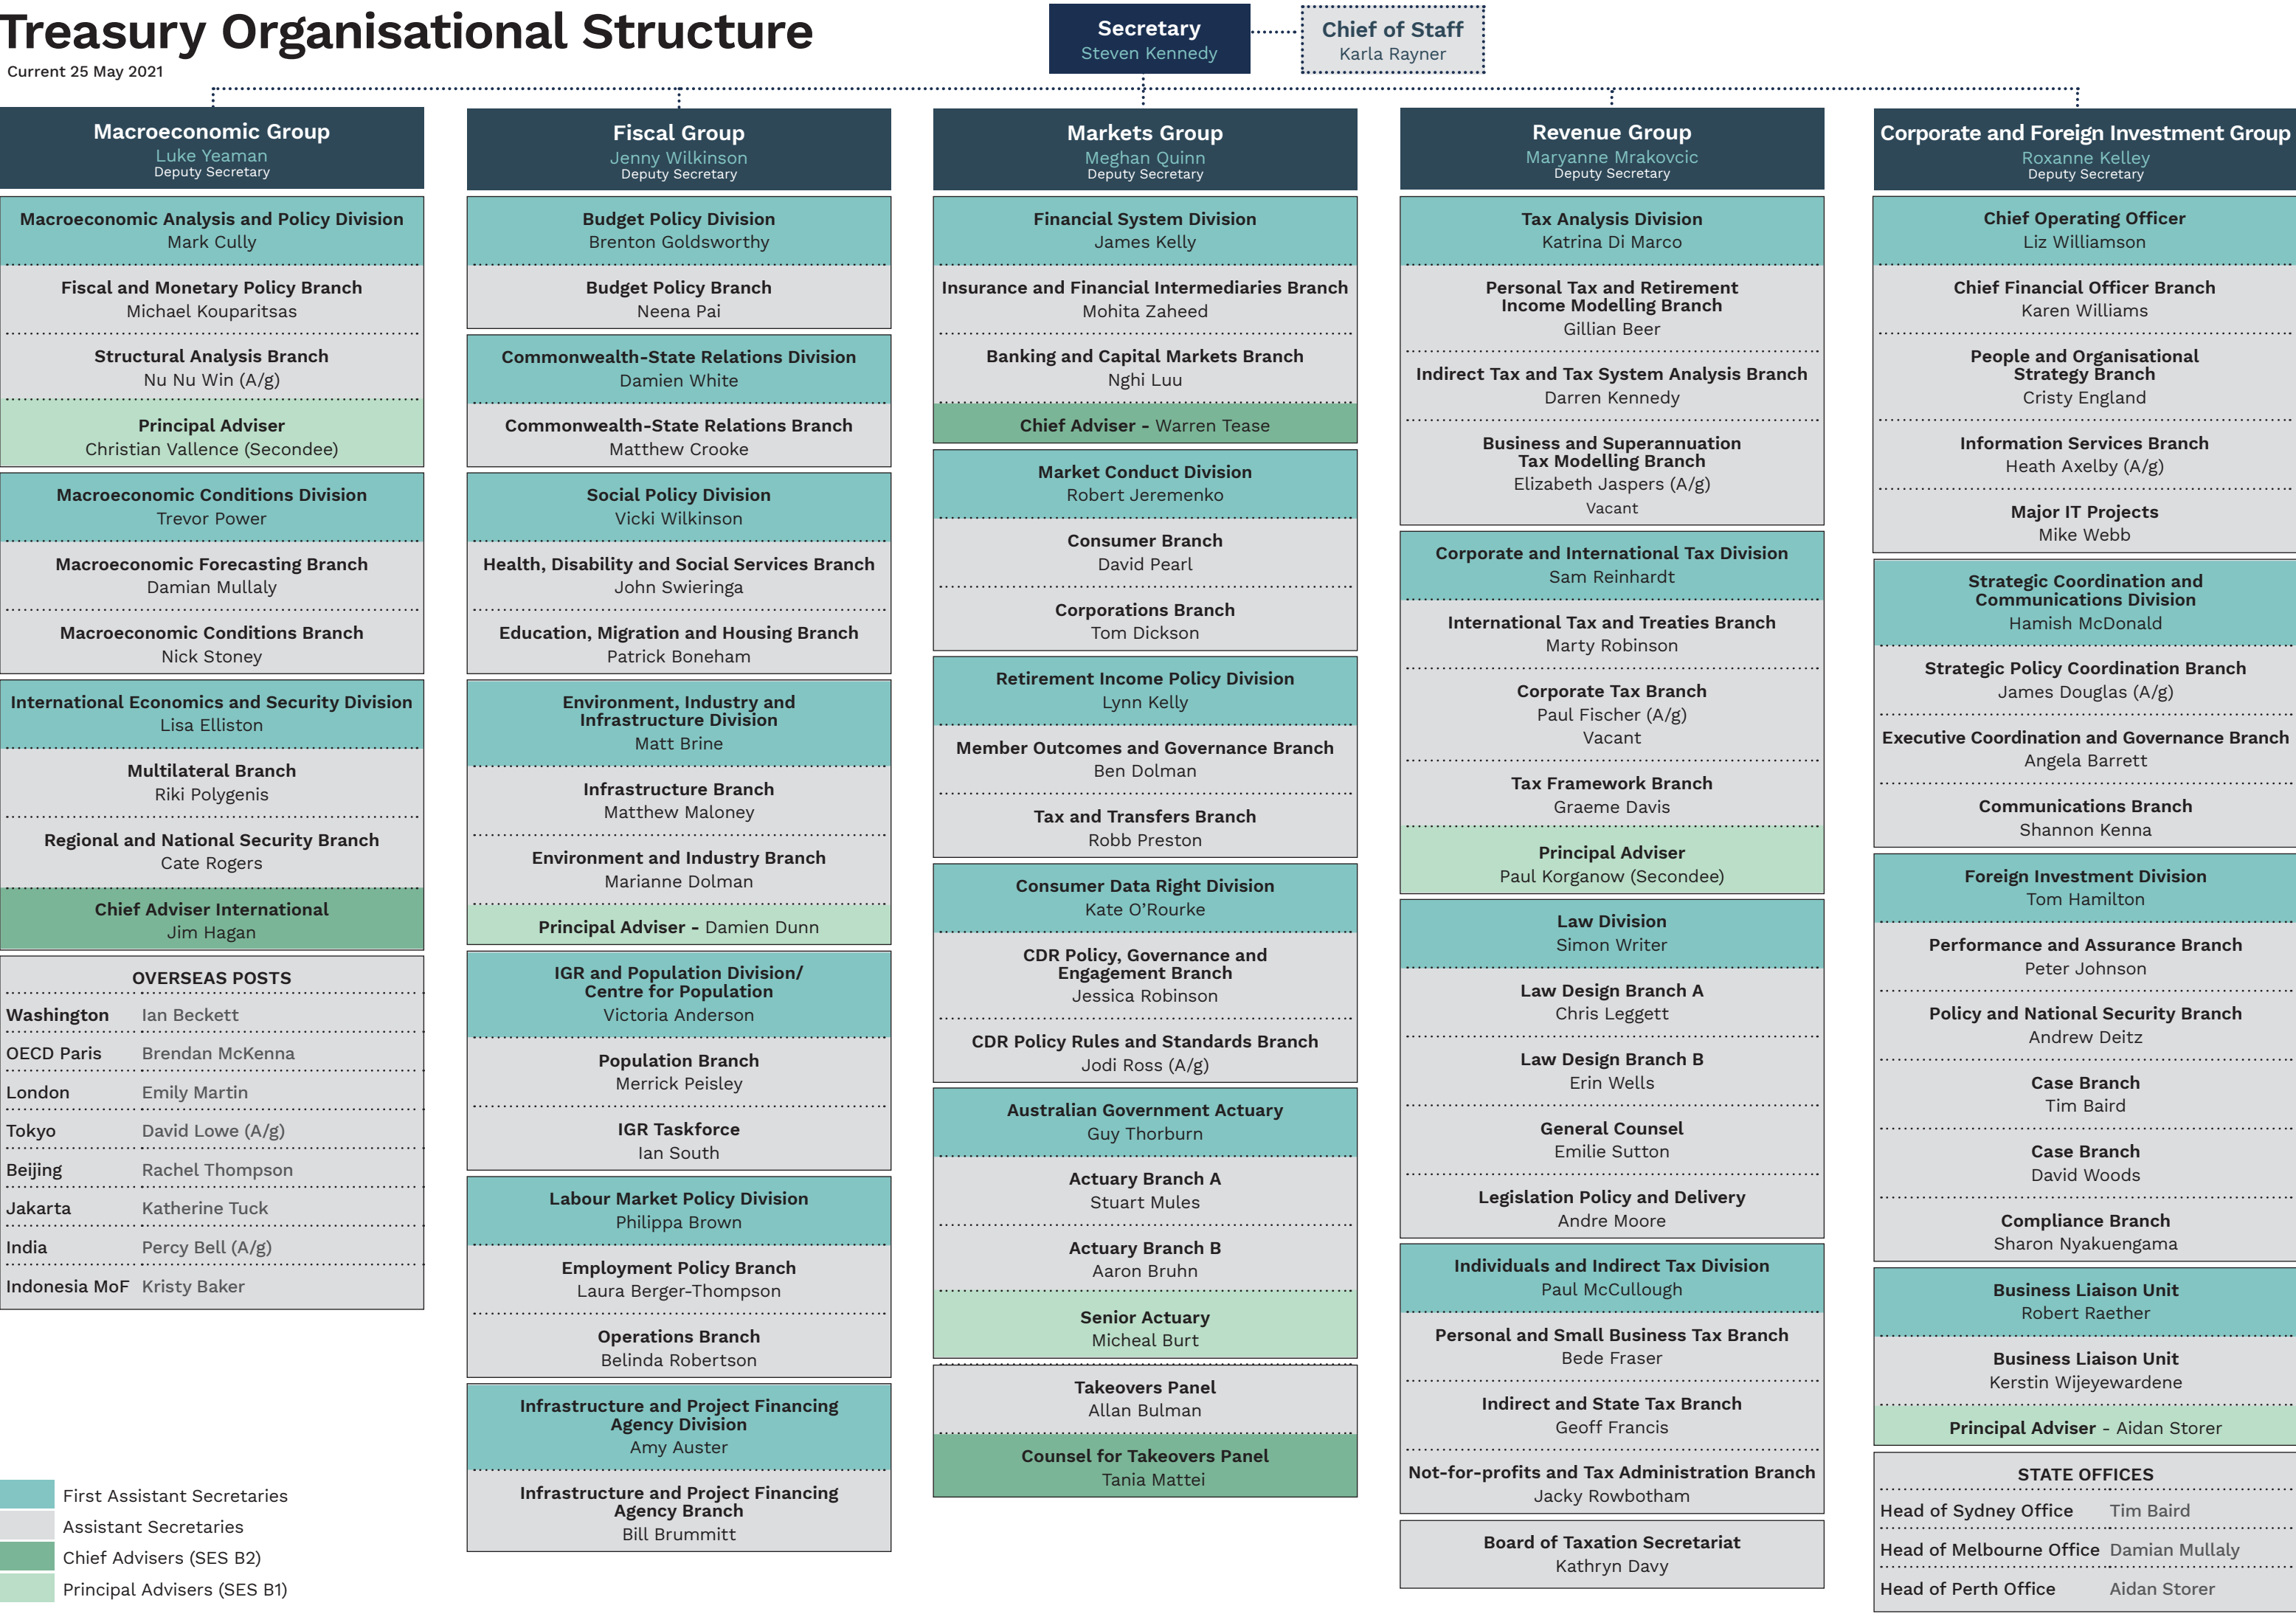 Treasury Organisational Structure
Current 25 May 2021
Secretary
Steven Kennedy
Chief of Staff
Karla Rayner
Macroeconomic Group
Luke Yeaman
Deputy Secretary
Macroeconomic Analysis and Policy Division
Mark Cully
Fiscal and Monetary Policy Branch
Michael Kouparitsas
Structural Analysis Branch
Nu Nu Win (A/g)
Principal Adviser
Christian Vallence (Secondee)
Macroeconomic Conditions Division
Trevor Power
Macroeconomic Forecasting Branch
Damian Mullaly
Macroeconomic Conditions Branch
Nick Stoney
International Economics and Security Division
Lisa Elliston
Multilateral Branch
Riki Polygenis
Regional and National Security Branch
Cate Rogers
Chief Adviser International
Jim Hagan
OVERSEAS POSTS
Washington Ian Beckett
OECD Paris Brendan McKenna
London Emily Martin
Tokyo David Lowe (A/g)
Beijing Rachel Thompson
Jakarta Katherine Tuck
India Percy Bell (A/g)
Indonesia MoF Kristy Baker
First Assistant Secretaries
Assistant Secretaries
Chief Advisers (SES B2)
Principal Advisers (SES B1)
Fiscal Group
Jenny Wilkinson
Deputy Secretary
Budget Policy Division
Brenton Goldsworthy
Budget Policy Branch
Neena Pai
Commonwealth-State Relations Division
Damien White
Commonwealth-State Relations Branch
Matthew Crooke
Social Policy Division
Vicki Wilkinson
Health, Disability and Social Services Branch
John Swieringa
Education, Migration and Housing Branch
Patrick Boneham
Environment, Industry and
Infrastructure Division
Matt Brine
Infrastructure Branch
Matthew Maloney
Environment and Industry Branch
Marianne Dolman
Principal Adviser - Damien Dunn
IGR and Population Division/
Centre for Population
Victoria Anderson
Population Branch
Merrick Peisley
IGR Taskforce
Ian South
Labour Market Policy Division
Philippa Brown
Employment Policy Branch
Laura Berger-Thompson
Operations Branch
Belinda Robertson
Infrastructure and Project Financing
Agency Division
Amy Auster
Infrastructure and Project Financing
Agency Branch
Bill Brummitt
Markets Group
Meghan Quinn
Deputy Secretary
Financial System Division
James Kelly
Insurance and Financial Intermediaries Branch
Mohita Zaheed
Banking and Capital Markets Branch
Nghi Luu
Chief Adviser - Warren Tease
Market Conduct Division
Robert Jeremenko
Consumer Branch
David Pearl
Corporations Branch
Tom Dickson
Retirement Income Policy Division
Lynn Kelly
Member Outcomes and Governance Branch
Ben Dolman
Tax and Transfers Branch
Robb Preston
Consumer Data Right Division
Kate O’Rourke
CDR Policy, Governance and
Engagement Branch
Jessica Robinson
CDR Policy Rules and Standards Branch
Jodi Ross (A/g)
Australian Government Actuary
Guy Thorburn
Actuary Branch A
Stuart Mules
Actuary Branch B
Aaron Bruhn
Senior Actuary
Micheal Burt
Takeovers Panel
Allan Bulman
Counsel for Takeovers Panel
Tania Mattei
Revenue Group
Maryanne Mrakovcic
Deputy Secretary
Tax Analysis Division
Katrina Di Marco
Personal Tax and Retirement
Income Modelling Branch
Gillian Beer
Indirect Tax and Tax System Analysis Branch
Darren Kennedy
Business and Superannuation
Tax Modelling Branch
Elizabeth Jaspers (A/g)
Vacant
Corporate and International Tax Division
Sam Reinhardt
International Tax and Treaties Branch
Marty Robinson
Corporate Tax Branch
Paul Fischer (A/g)
Vacant
Tax Framework Branch
Graeme Davis
Principal Adviser
Paul Korganow (Secondee)
Law Division
Simon Writer
Law Design Branch A
Chris Leggett
Law Design Branch B
Erin Wells
General Counsel
Emilie Sutton
Legislation Policy and Delivery
Andre Moore
Individuals and Indirect Tax Division
Paul McCullough
Personal and Small Business Tax Branch
Bede Fraser
Indirect and State Tax Branch
Geoff Francis
Not-for-profits and Tax Administration Branch
Jacky Rowbotham
Board of Taxation Secretariat
Kathryn Davy
Corporate and Foreign Investment Group
Roxanne Kelley
Deputy Secretary
Chief Operating Officer
Liz Williamson
Chief Financial Officer Branch
Karen Williams
People and Organisational
Strategy Branch
Cristy England
Information Services Branch
Heath Axelby (A/g)
Major IT Projects
Mike Webb
Strategic Coordination and
Communications Division
Hamish McDonald
Strategic Policy Coordination Branch
James Douglas (A/g)
Executive Coordination and Governance Branch
Angela Barrett
Communications Branch
Shannon Kenna
Foreign Investment Division
Tom Hamilton
Performance and Assurance Branch
Peter Johnson
Policy and National Security Branch
Andrew Deitz
Case Branch
Tim Baird
Case Branch
David Woods
Compliance Branch
Sharon Nyakuengama
Business Liaison Unit
Robert Raether
Business Liaison Unit
Kerstin Wijeyewardene
Principal Adviser - Aidan Storer
STATE OFFICES
Head of Sydney Office Tim Baird
Head of Melbourne Office Damian Mullaly
Head of Perth Office Aidan Storer